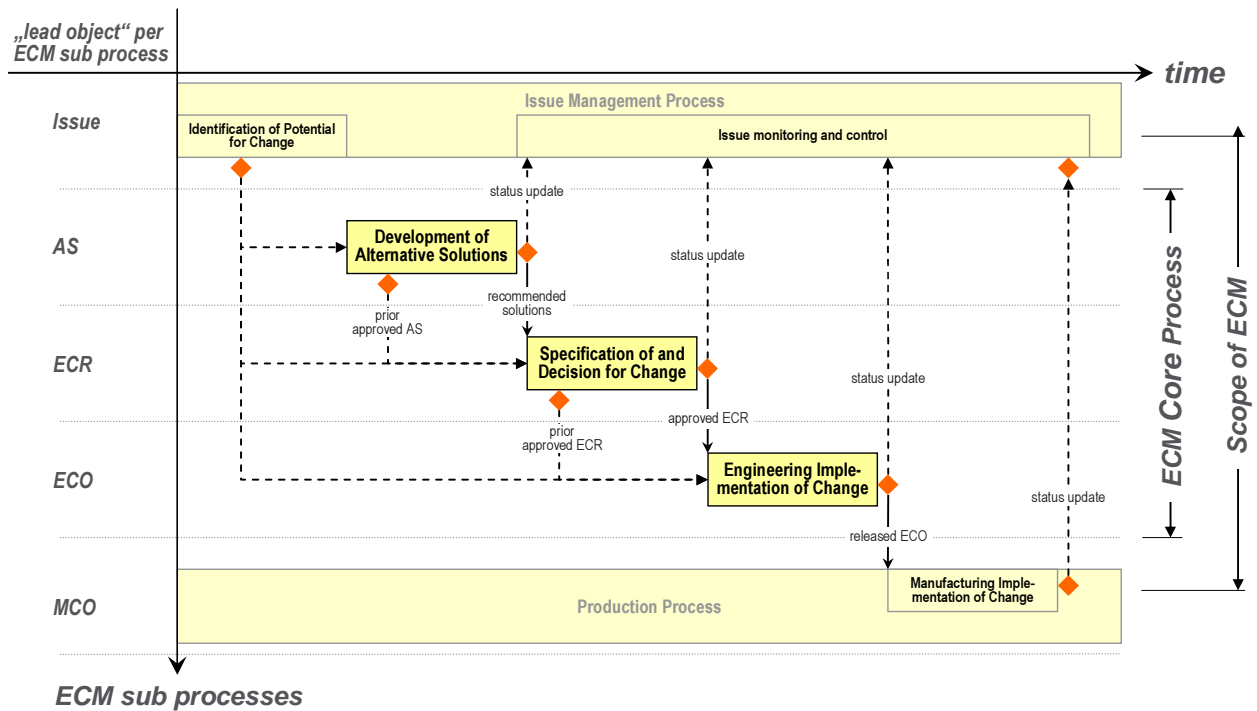 „lead object“ per
ECM sub process
time
Issue Management Process
Issue
Identification of Potential
for Change
Issue monitoring and control
status update
AS
Development of
Alternative Solutions
status update
recommended
solutions
prior
approved AS
ECR
Specification of and
Decision for Change
status update
approved ECR
prior
approved ECR
ECO
Engineering Imple-
mentation of Change
status update
released ECO
MCO
Production Process
Manufacturing Imple-
mentation of Change
ECM Core Process
Scope of ECM
ECM sub processes